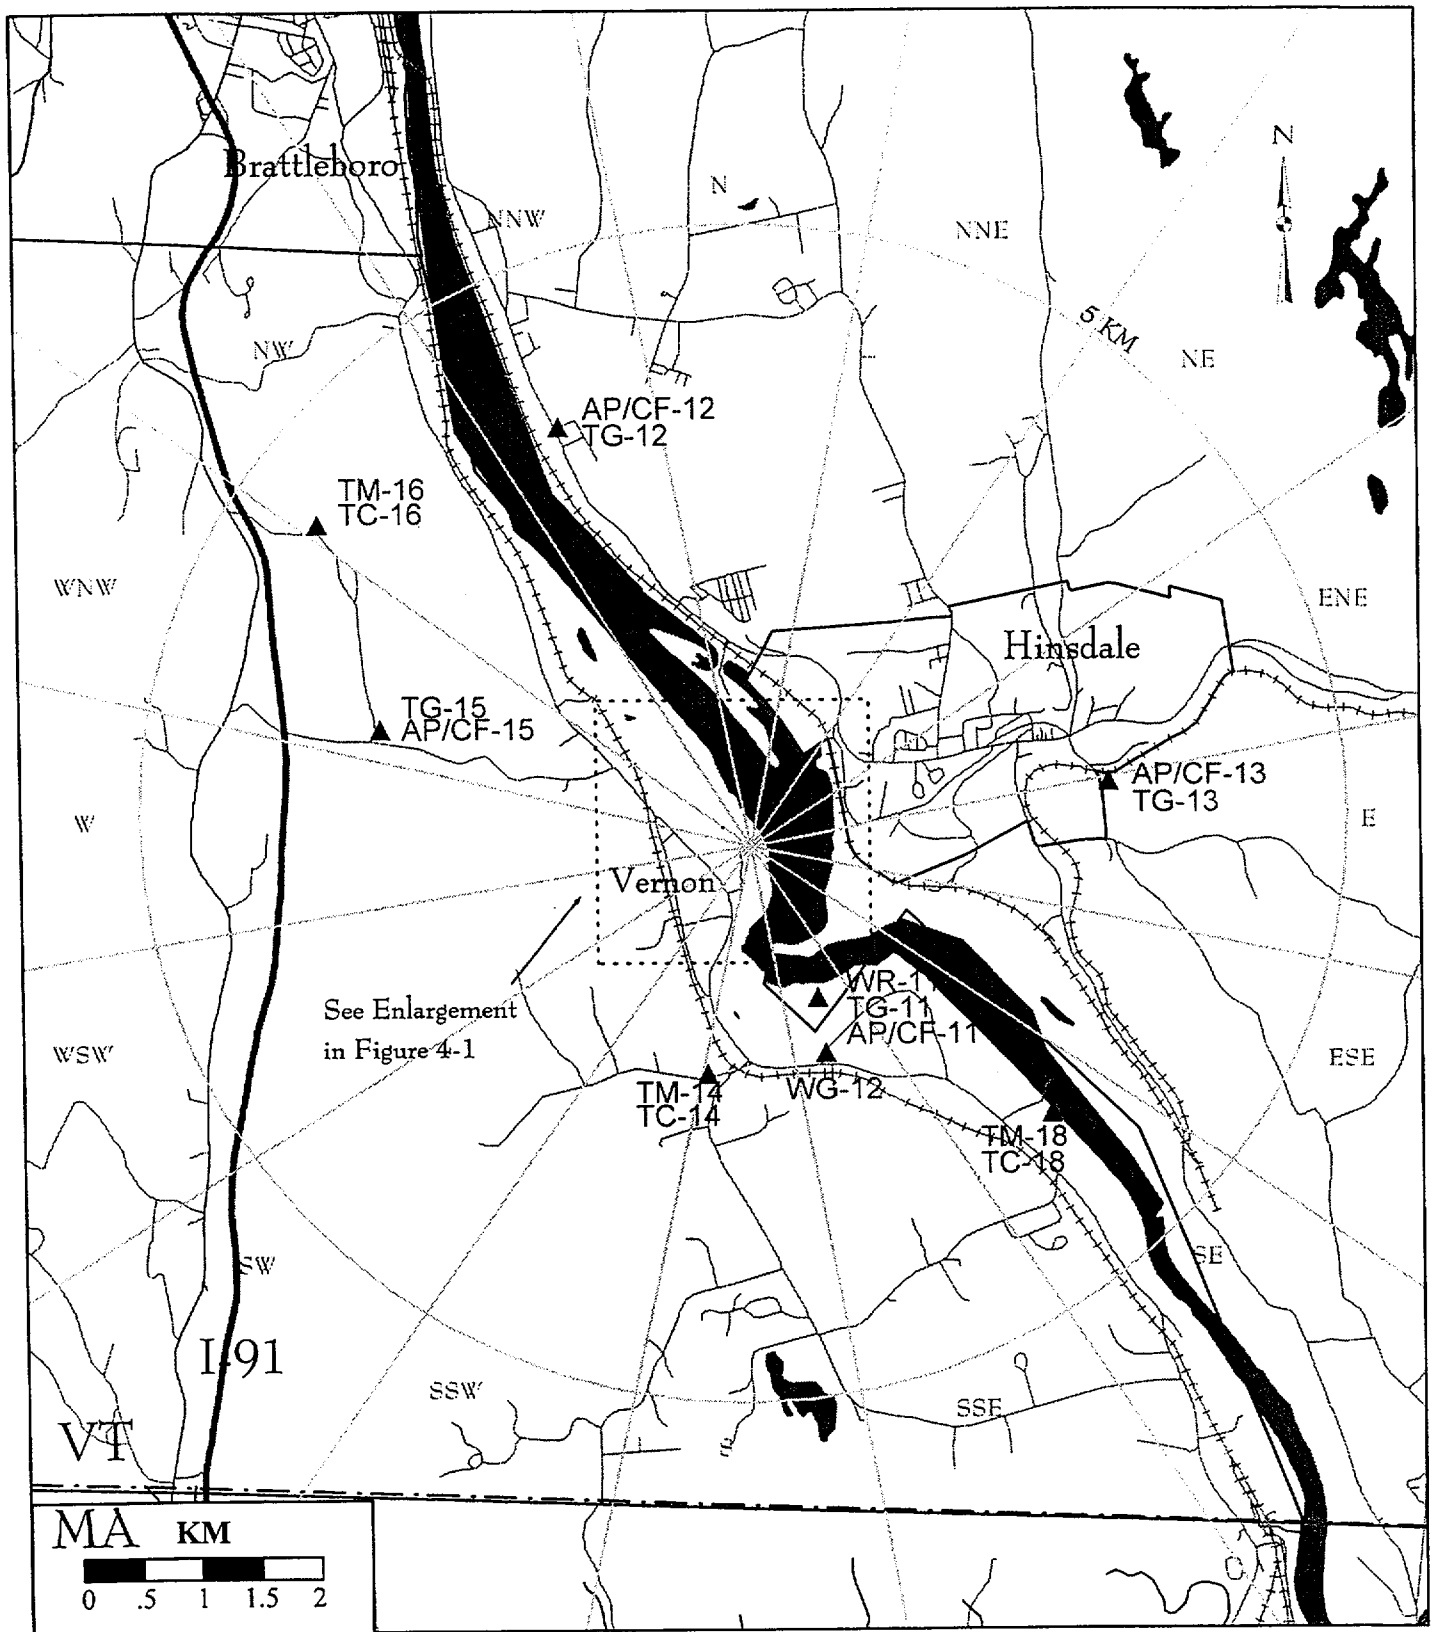 N
Brattleboro
N
NNW
NNE
5 KM
NW
NE
AP/CF-12
TG-12
TM-16
TC-16
WNW
ENE
Hinsdale
TG-15
AP/CF-15
AP/CF-13
TG-13
W
E
Vernon
WR-11
TG-11
AP/CF-11
See Enlargement
in Figure 4-1
WSW
ESE
WG-12
TM-14
TC-14
TM-18
TC-18
SE
SW
I-91
SSW
SSE
VT
MA KM
0 .5 1 1.5 2